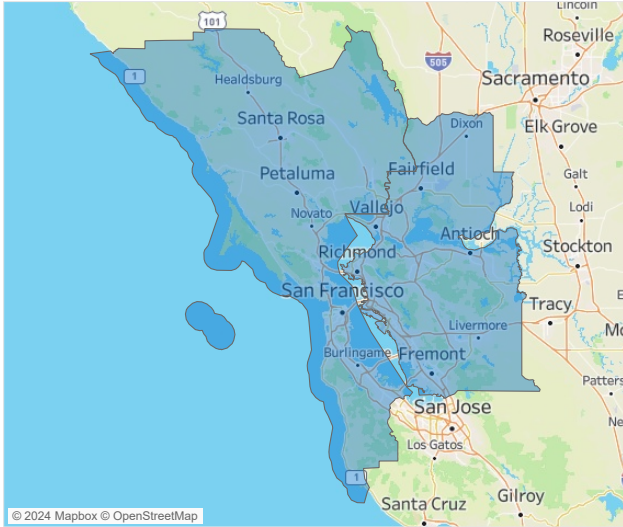 Lincoln
101
Roseville
505
1
Healdsburg
Sacramento
Santa Rosa
Dixon
Elk Grove
Petaluma
Fairfield
Galt
Novato
Vallejo
Lodi
Antioch
Stockton
Richmond
San Francisco
Tracy
Livermore
Burlingame
Fremont
Patters
San Jose
Los Gatos
1
Gilroy
Santa Cruz
© 2024 Mapbox © OpenStreetMap